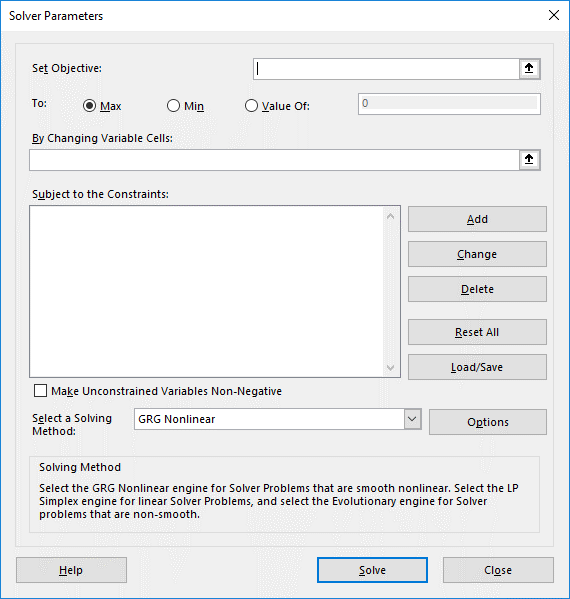 Solver Parameters
Set Objective:
To:
Max
Min
Value Of:
0
By Changing Variable Cells:
Subject to the Constraints:
Add
Change
Delete
Reset All
Load/Save
Make Unconstrained Variables Non-Negative
Select a Solving
Method:
GRG Nonlinear
Options
Solving Method
Select the GRG Nonlinear engine for Solver Problems that are smooth nonlinear. Select the LP
Simplex engine for linear Solver Problems, and select the Evolutionary engine for Solver
problems that are non-smooth.
Help
Solve
Close